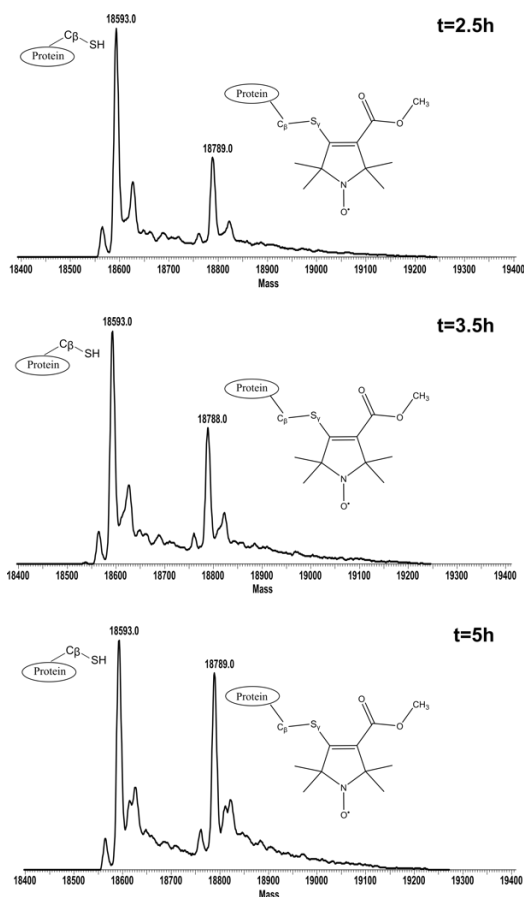 t=2.5h
18593.0
Cβ
SH
Protein
18789.0
Protein
Cβ
Sγ
O
O
CH3
N
O•
18400 18500 18600 18700 18800 18900 19000 19100 19200 19300 19400
Mass
t=3.5h
18593.0
Cβ
SH
Protein
18788.0
Protein
Cβ
Sγ
O
O
CH3
N
O•
18400 18500 18600 18700 18800 18900 19000 19100 19200 19300 19400
Mass
t=5h
18593.0
Cβ
SH
Protein
18789.0
Protein
Cβ
Sγ
O
O
CH3
N
O•
18400 18500 18600 18700 18800 18900 19000 19100 19200 19300 19400
Mass